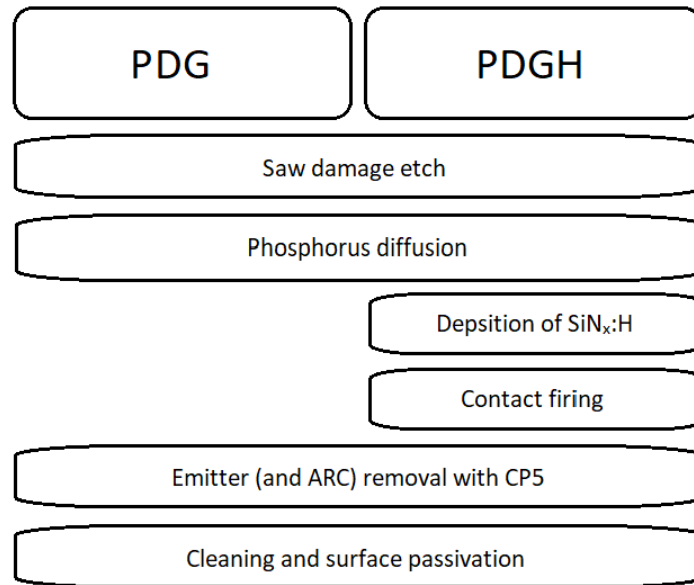 PDG
PDGH
Saw damage etch
Phosphorus diffusion
Depsition of SiNₓ:H
Contact firing
Emitter (and ARC) removal with CP5
Cleaning and surface passivation